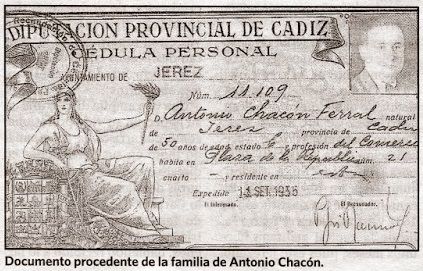 DIPUTACION PROVINCIAL DE CADIZ
CÉDULA PERSONAL
AYUNTAMIENTO DE JEREZ
Núm. 11.109
D. Antonio Chacón Ferral natural
de Jerez provincia de Cadiz
de 50 años de edad, E y profesión del Comercio
habita en Plaza de la República núm. 21
cuarto - y residente en
Expedida 11 SET. 1936
El Interesado, El Recaudador,
Documento procedente de la familia de Antonio Chacón.